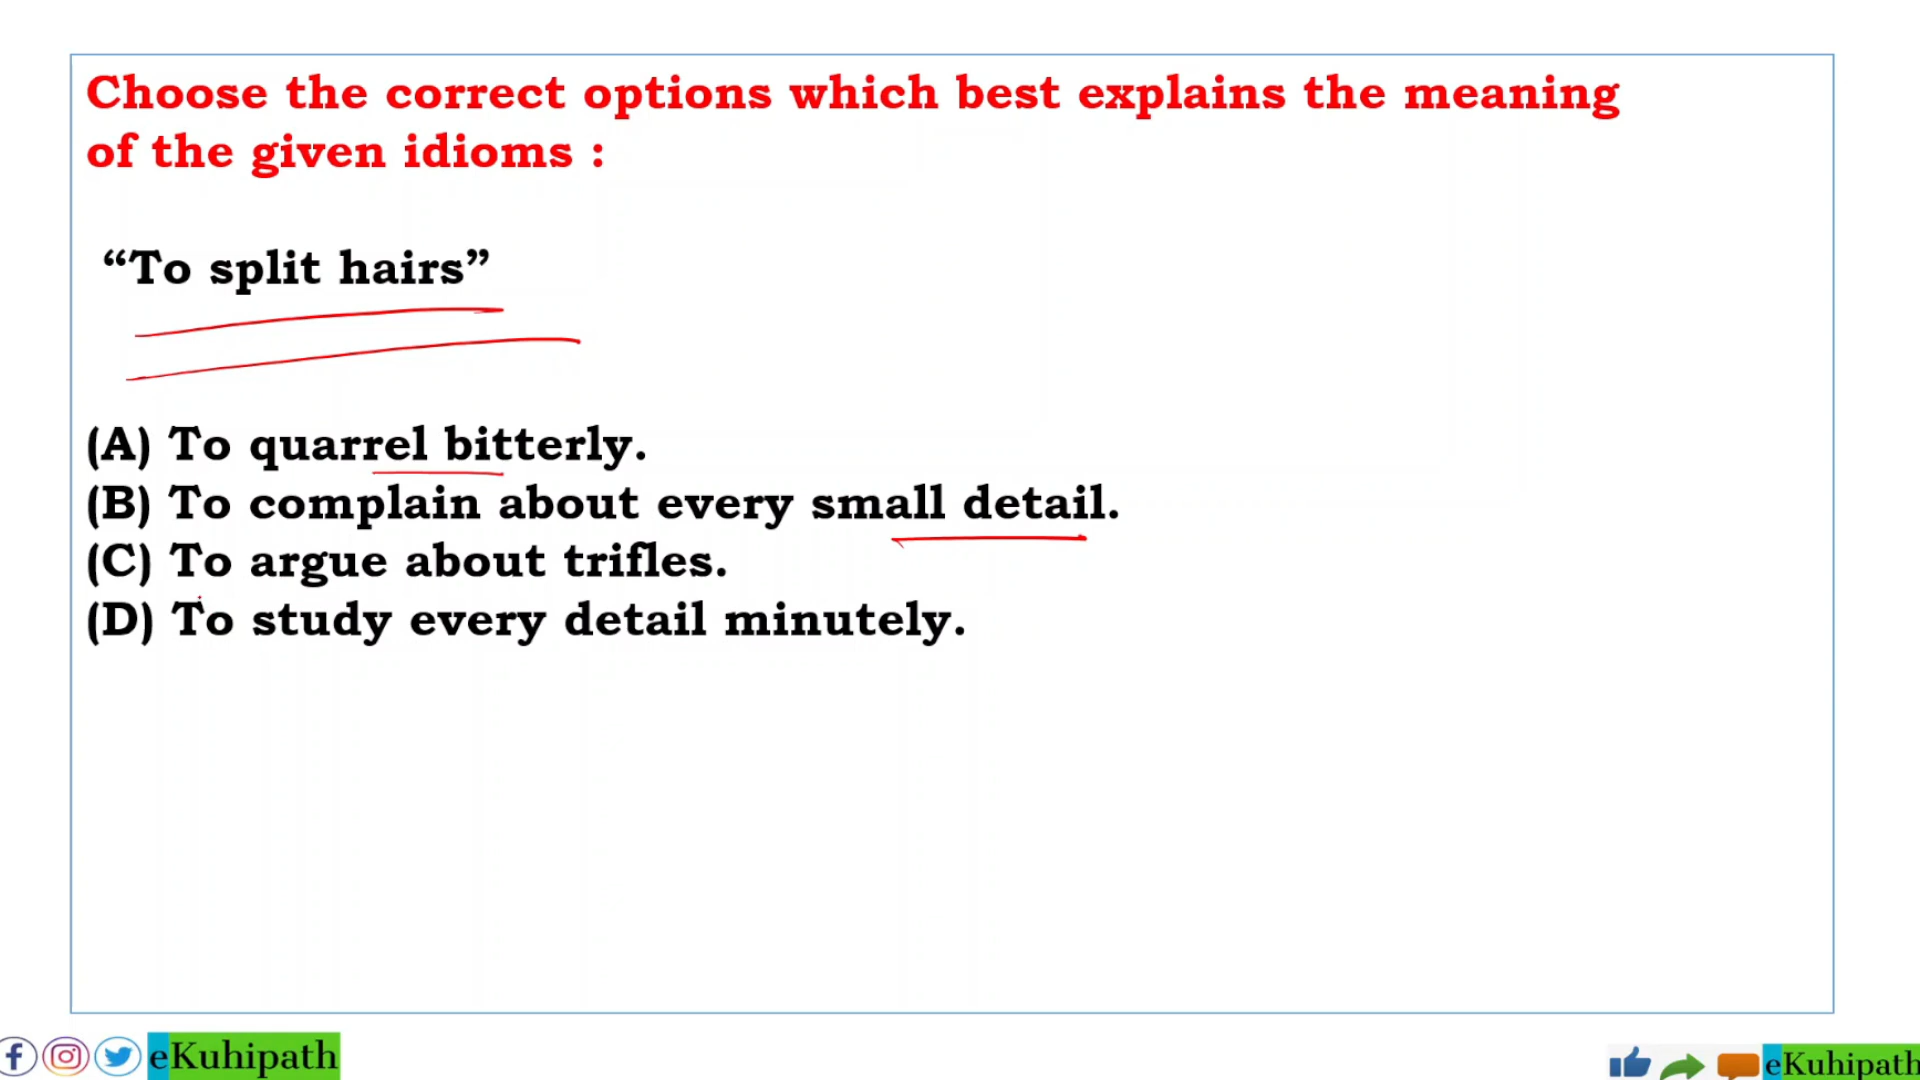 Choose the correct options which best explains the meaning
of the given idioms :
“To split hairs”
(A) To quarrel bitterly.
(B) To complain about every small detail.
(C) To argue about trifles.
(D) To study every detail minutely.
eKuhipath
eKuhipath